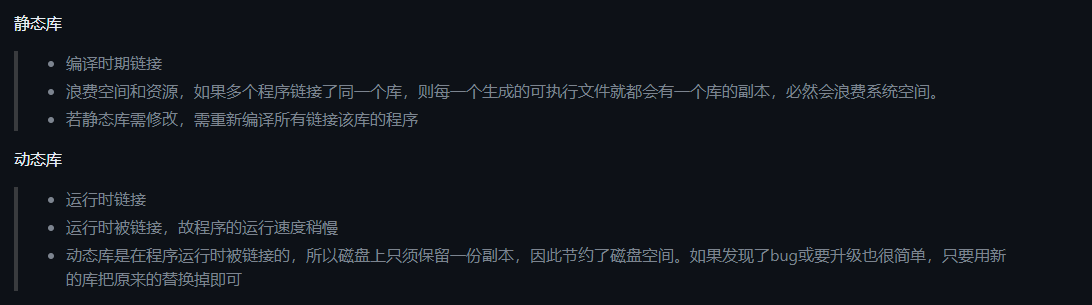 静态库
编译时期链接
浪费空间和资源，如果多个程序链接了同一个库，则每一个生成的可执行文件就都会有一个库的副本，必然会浪费系统空间。
若静态库需修改，需重新编译所有链接该库的程序
动态库
运行时链接
运行时被链接，故程序的运行速度稍慢
动态库是在程序运行时被链接的，所以磁盘上只须保留一份副本，因此节约了磁盘空间。如果发现了bug或要升级也很简单，只要用新
的库把原来的替换掉即可